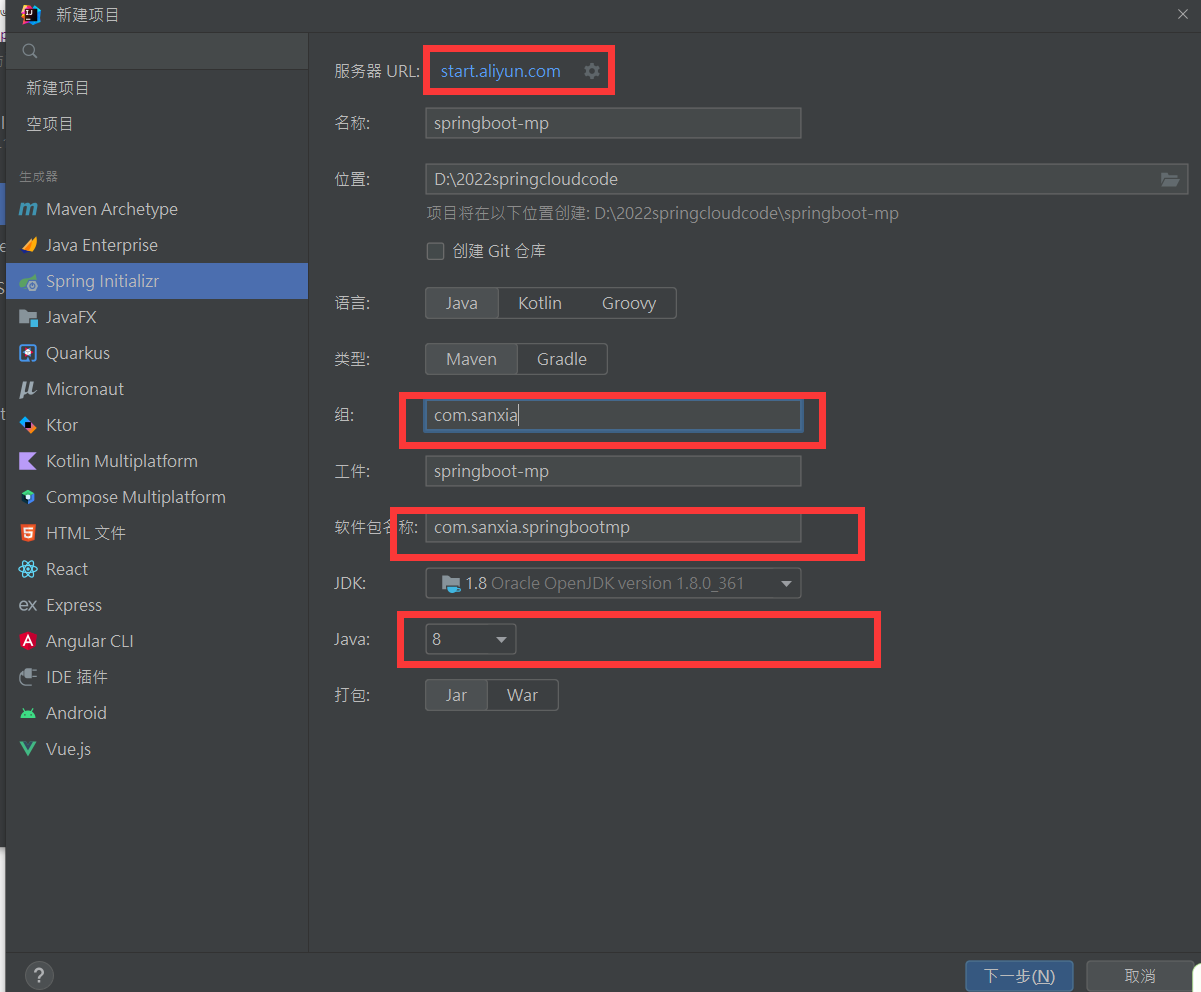 新建项目
新建项目
空项目
生成器
Maven Archetype
Java Enterprise
Spring Initializr
JavaFX
Quarkus
Micronaut
Ktor
Kotlin Multiplatform
Compose Multiplatform
HTML 文件
React
Express
Angular CLI
IDE 插件
Android
Vue.js
服务器 URL: start.aliyun.com
名称: springboot-mp
位置: D:\2022springcloudcode
项目将在以下位置创建: D:\2022springcloudcode\springboot-mp
创建 Git 仓库
语言: Java Kotlin Groovy
类型: Maven Gradle
组: com.sanxia
工件: springboot-mp
软件包名称: com.sanxia.springbootmp
JDK: 1.8 Oracle OpenJDK version 1.8.0_361
Java: 8
打包: Jar War
? 下一步(N) 取消